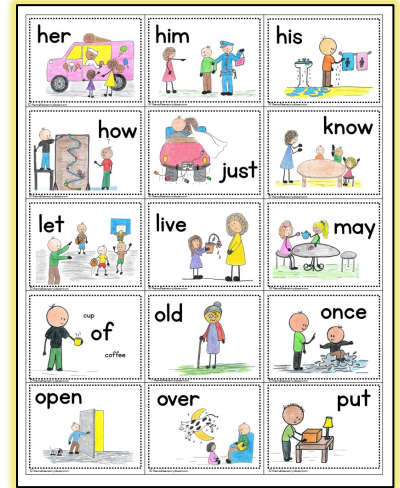 her
him
his
how
just
know
let
live
may
cup
of
coffee
old
once
open
over
put